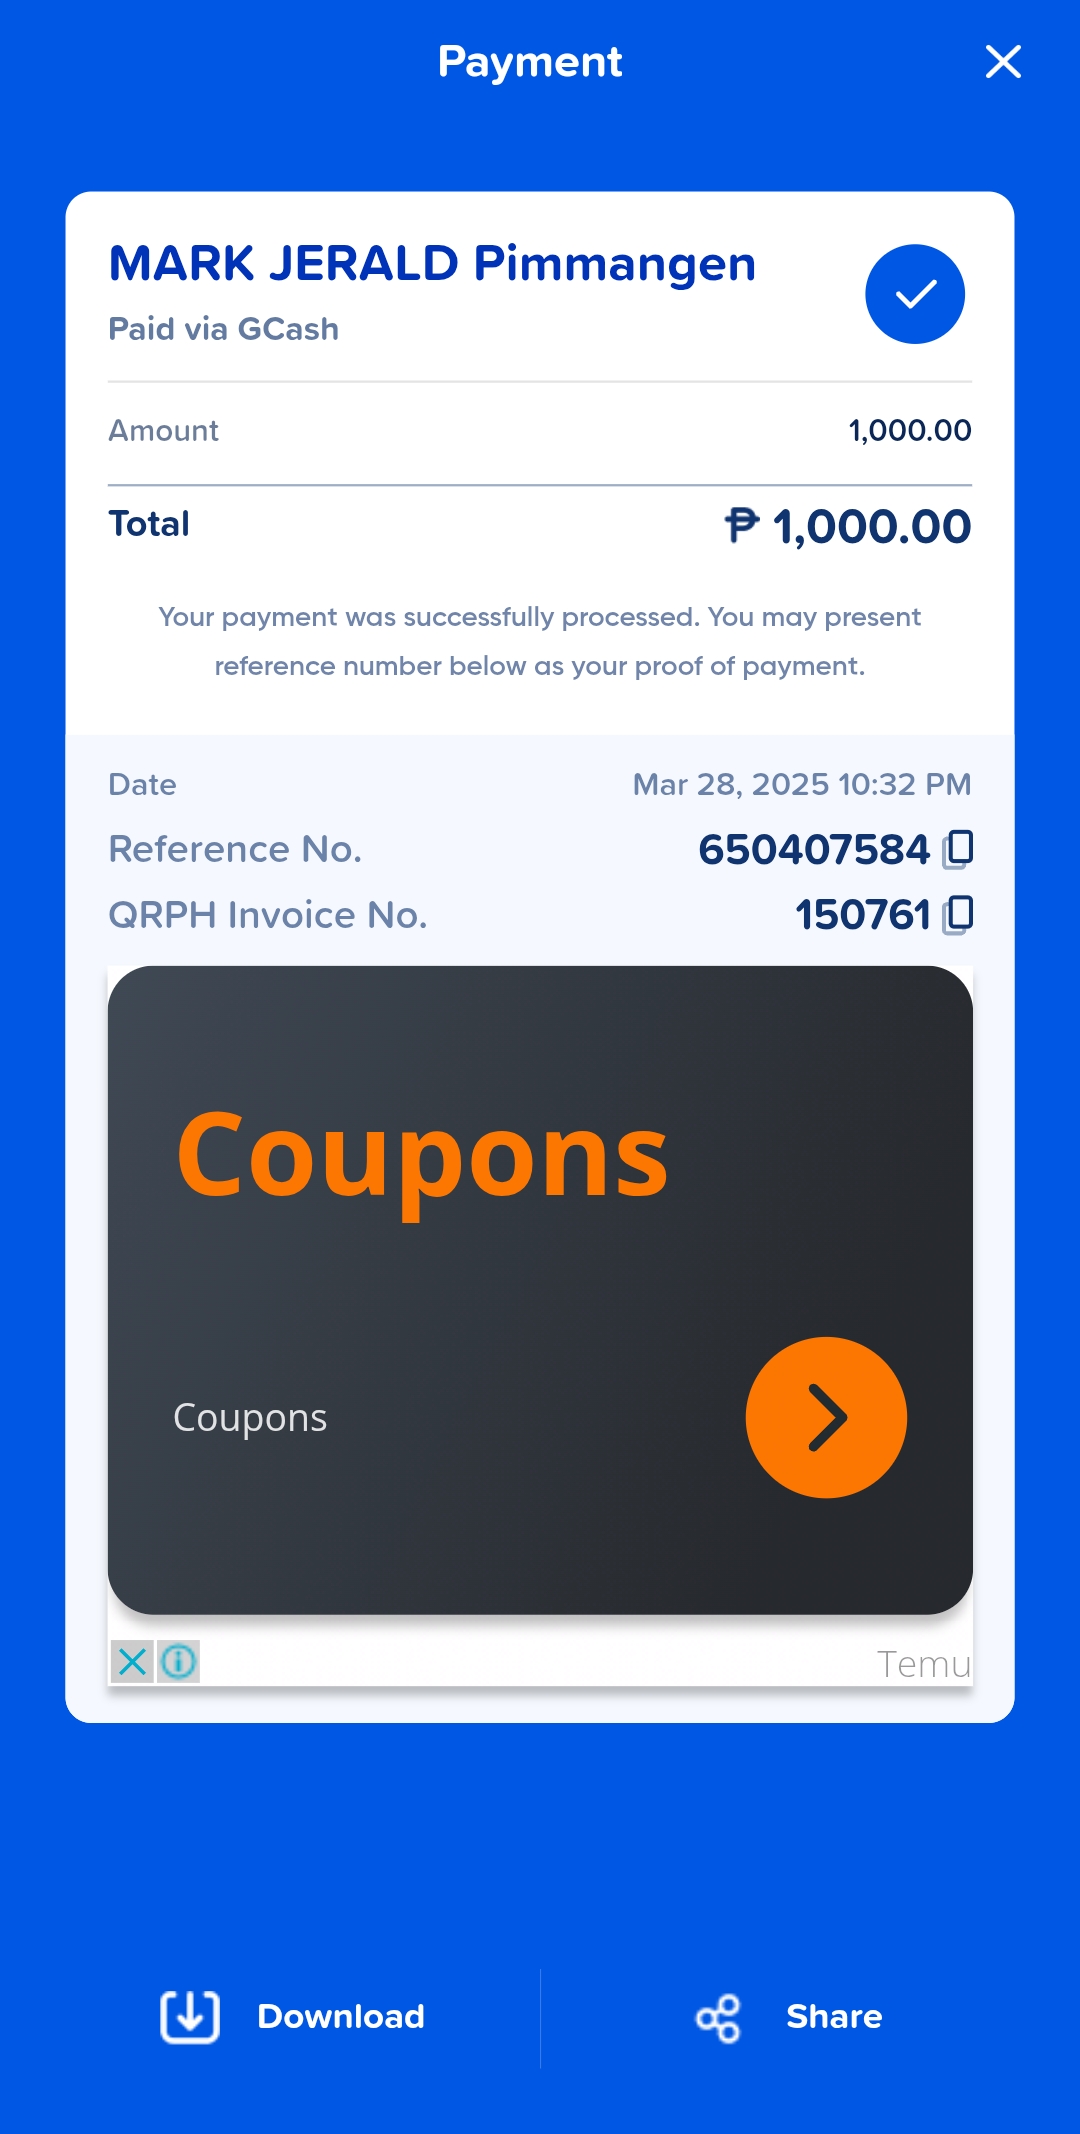 Payment
MARK JERALD Pimmangen
Paid via GCash
Amount 1,000.00
Total ₱ 1,000.00
Your payment was successfully processed. You may present
reference number below as your proof of payment.
Date Mar 28, 2025 10:32 PM
Reference No. 650407584
QRPH Invoice No. 150761
Coupons
Coupons
Temu
Download Share